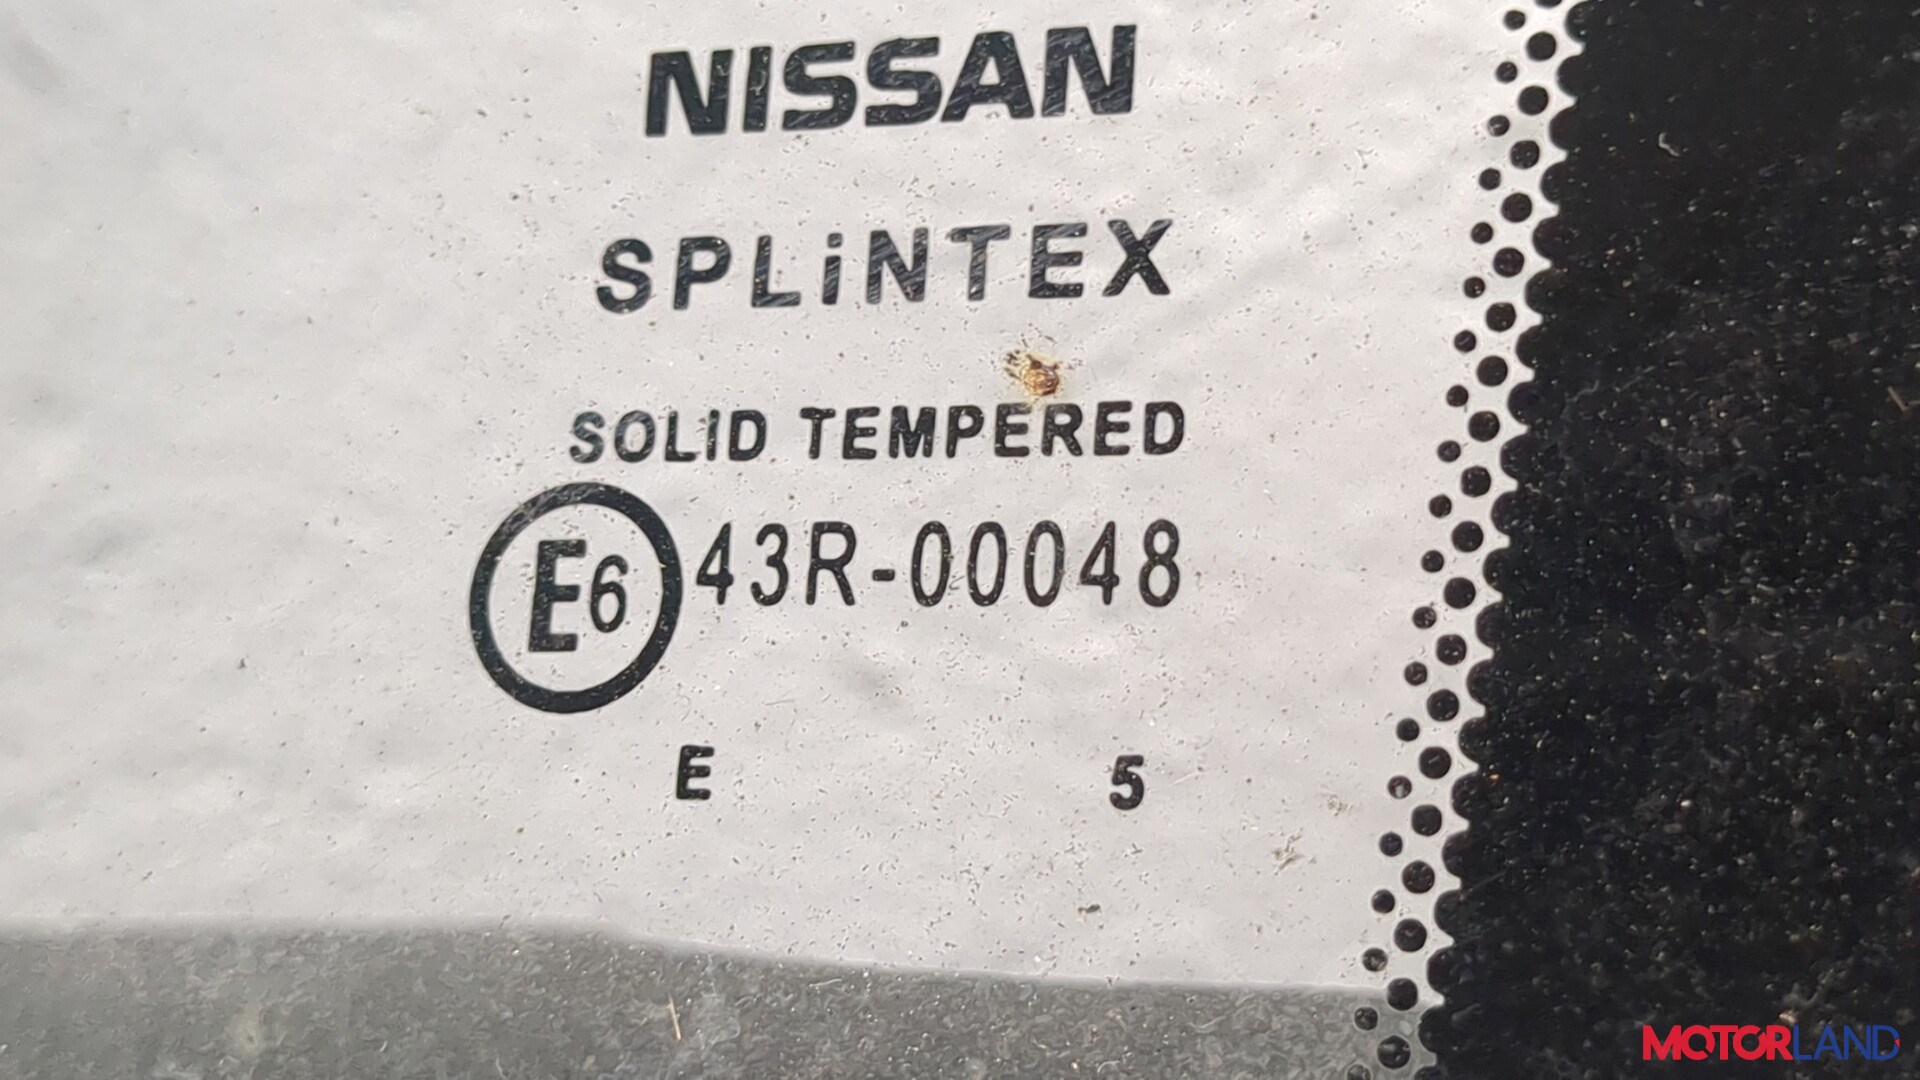 NISSAN
SPLiNTEX
SOLiD TEMPERED
E6 43R-00048
E 5
MOTORLAND